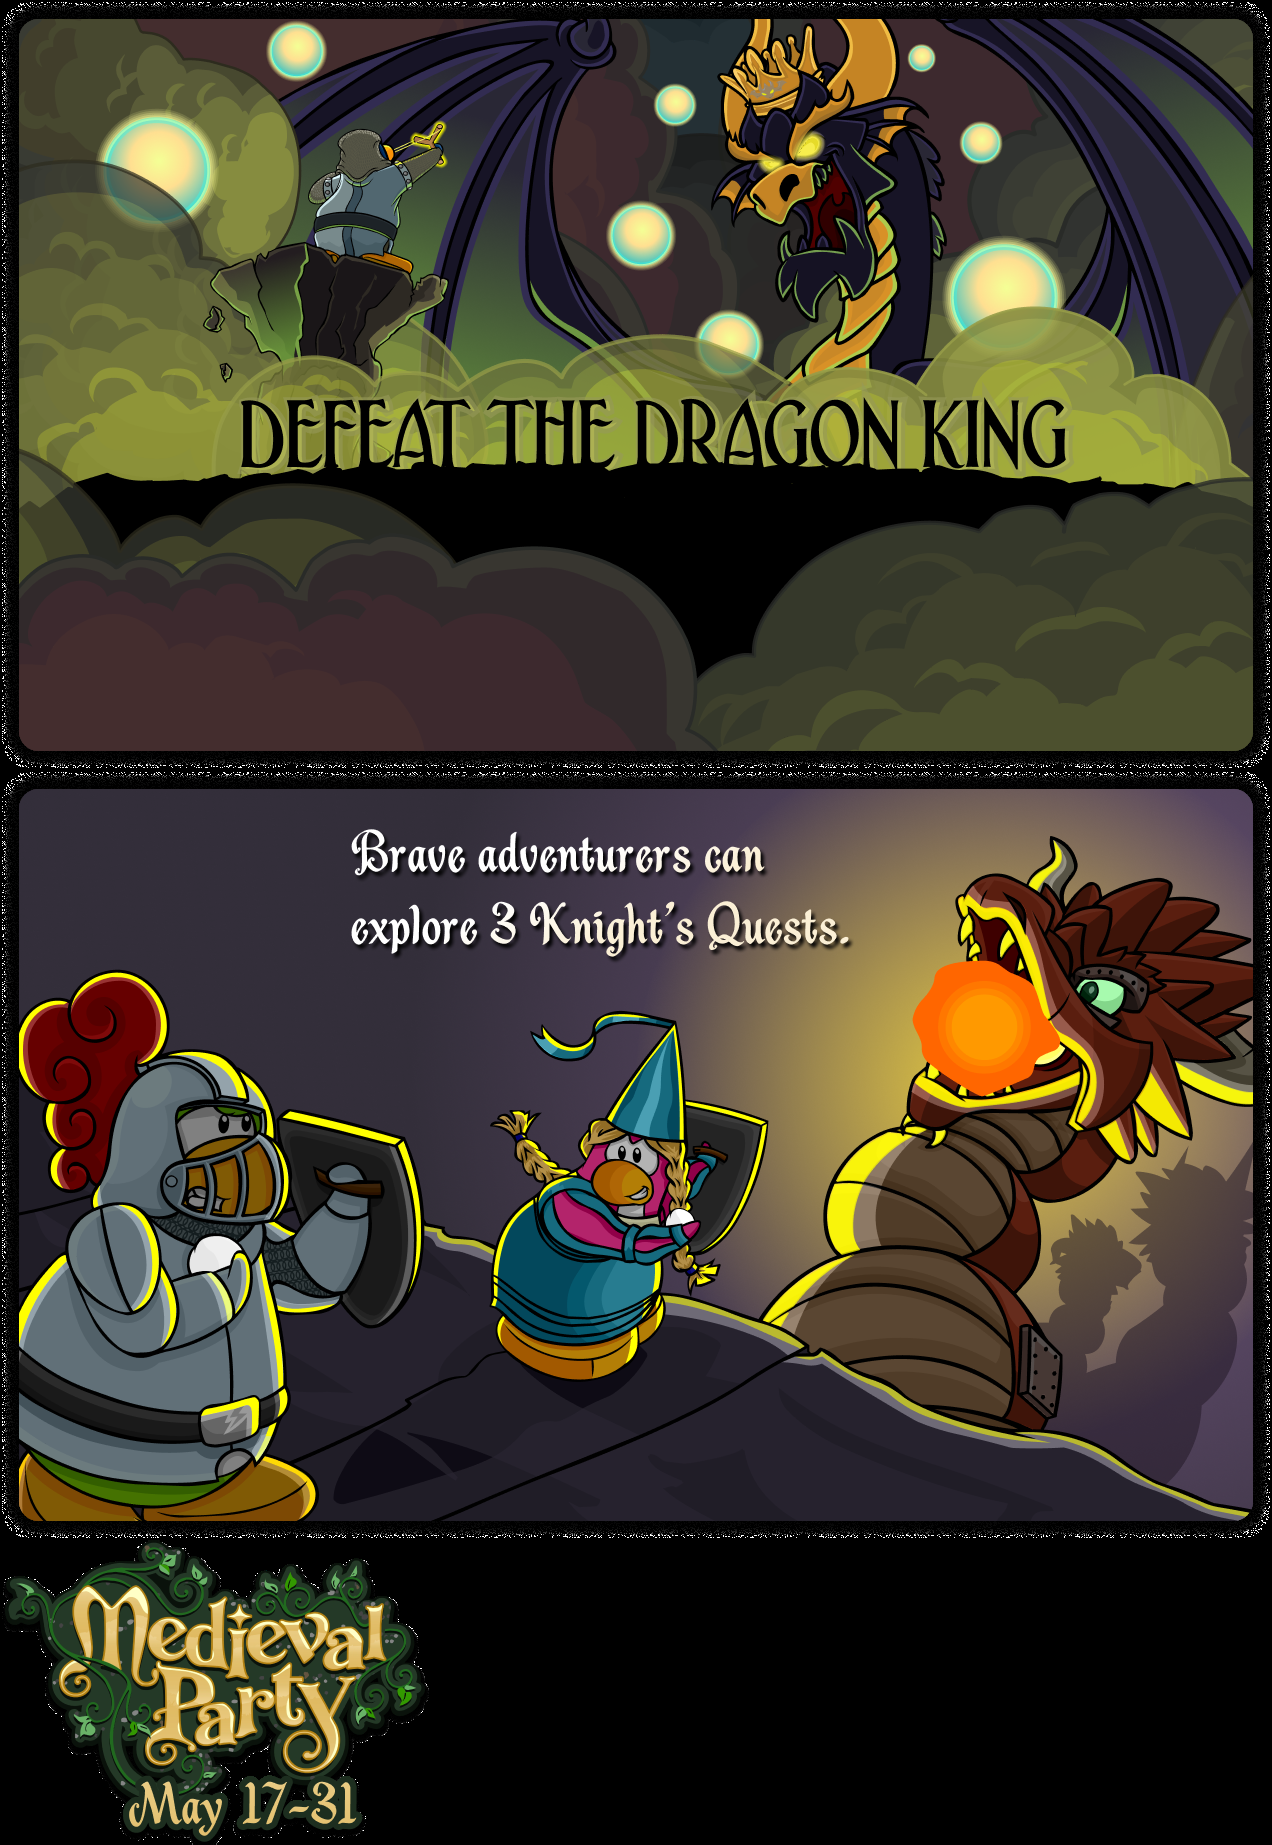 DEFEAT THE DRAGON KING
Brave adventurers can
explore 3 Knight's Quests.
Medieval
Party
May 17-31